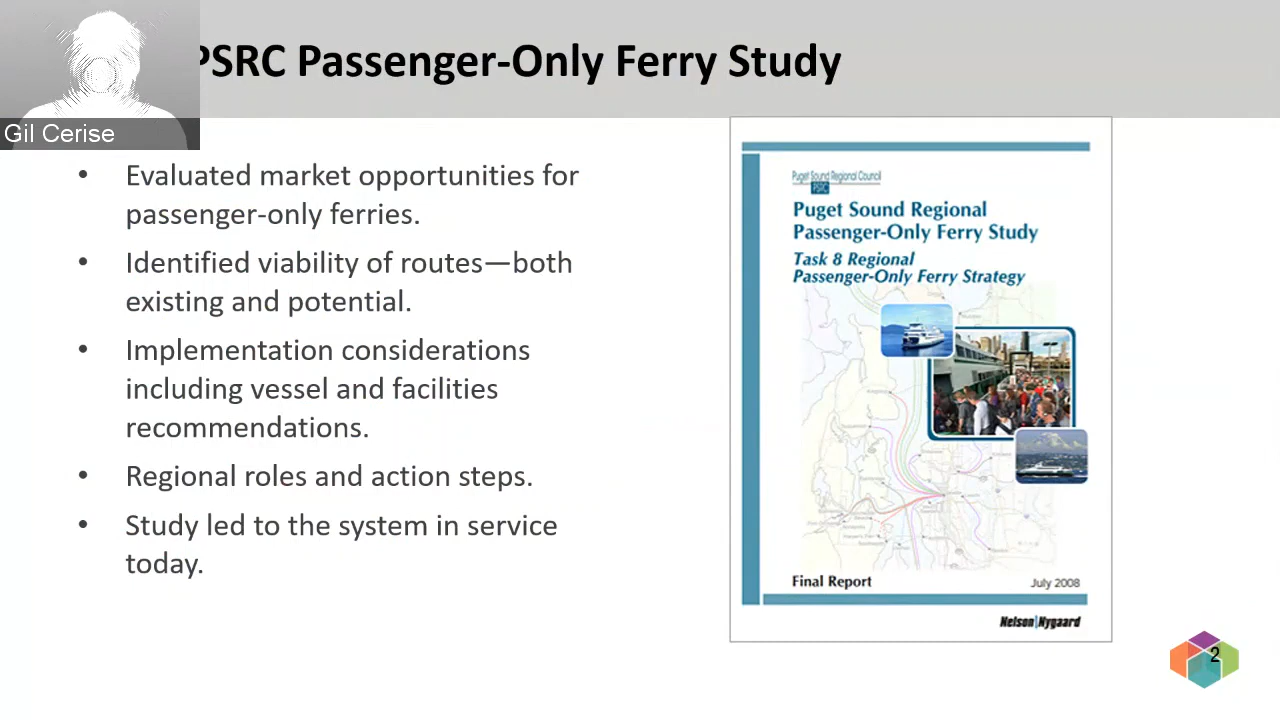 PSRC Passenger-Only Ferry Study
Gil Cerise
• Evaluated market opportunities for
passenger-only ferries.
• Identified viability of routes—both
existing and potential.
• Implementation considerations
including vessel and facilities
recommendations.
• Regional roles and action steps.
• Study led to the system in service
today.
Puget Sound Regional Council
PSRC
Puget Sound Regional
Passenger-Only Ferry Study
Task 8 Regional
Passenger-Only Ferry Strategy
Final Report
July 2008
Nelson|Nygaard
2